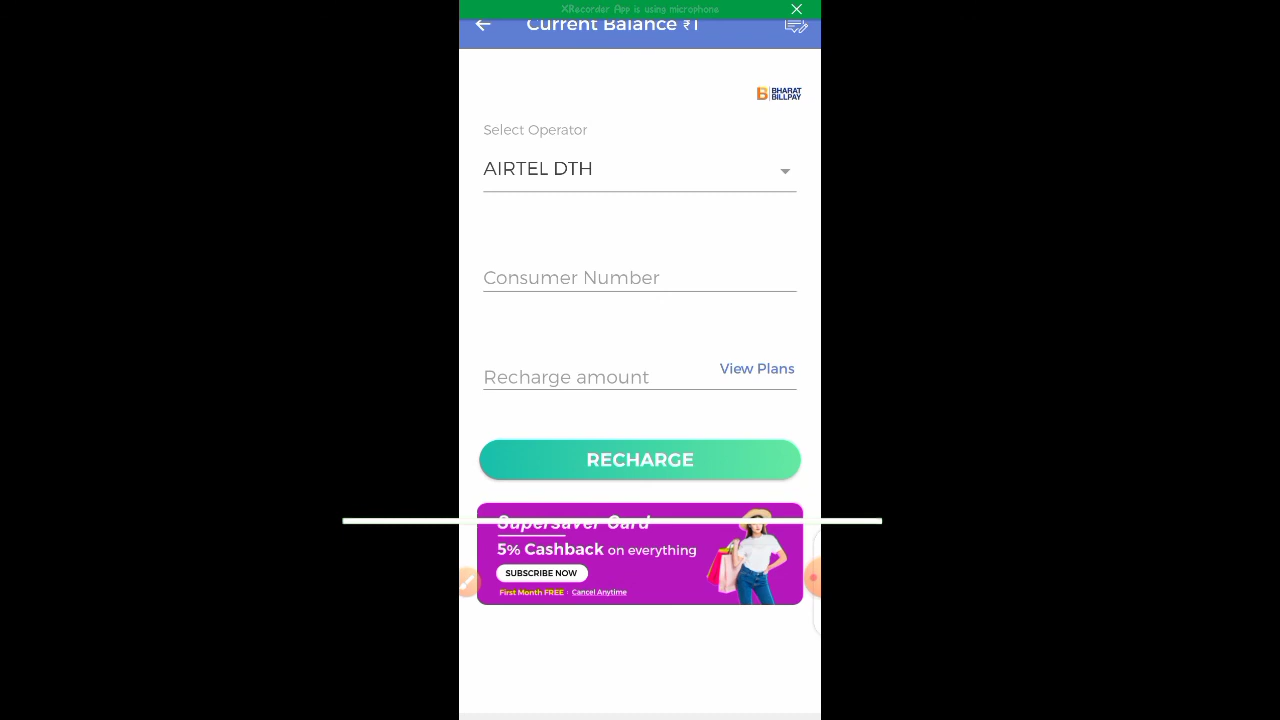 XRecorder App is using microphone
Current Balance ₹1
BHARAT
BILLPAY
Select Operator
AIRTEL DTH
Consumer Number
Recharge amount
View Plans
RECHARGE
SuperSaver Card
5% Cashback on everything
SUBSCRIBE NOW
First Month FREE · Cancel Anytime